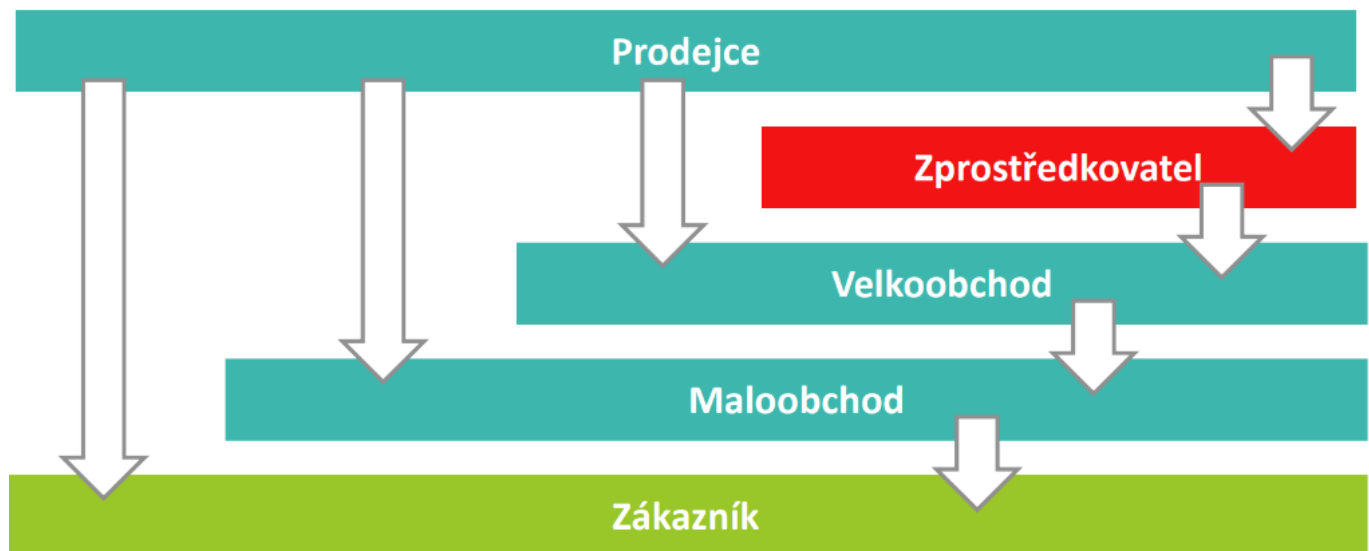 Prodejce
Zprostředkovatel
Velkoobchod
Maloobchod
Zákazník